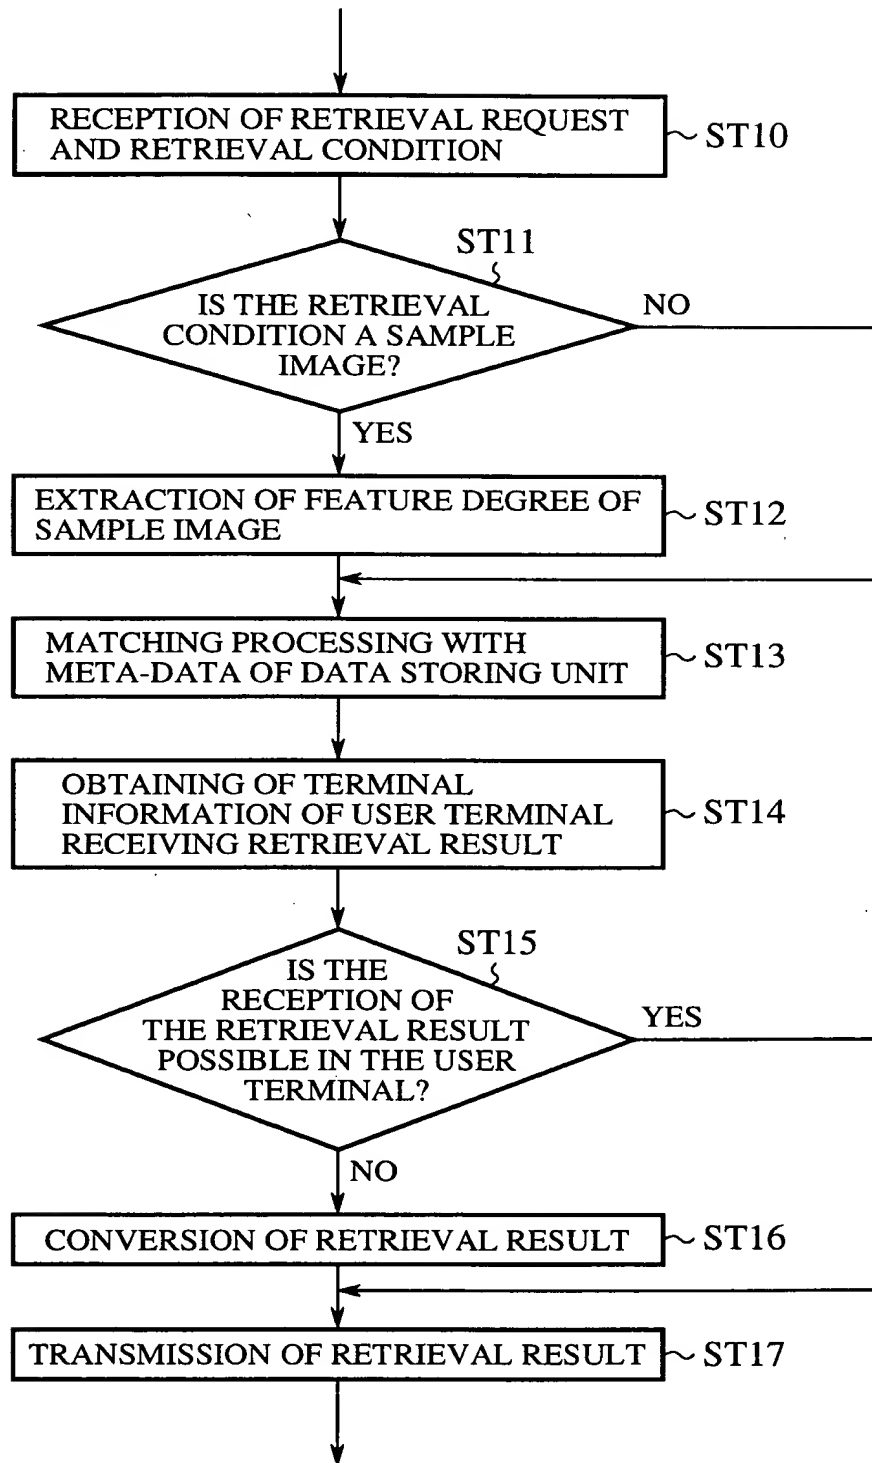 RECEPTION OF RETRIEVAL REQUEST
AND RETRIEVAL CONDITION
ST10
ST11
IS THE RETRIEVAL
CONDITION A SAMPLE
IMAGE?
NO
YES
EXTRACTION OF FEATURE DEGREE OF
SAMPLE IMAGE
ST12
MATCHING PROCESSING WITH
META-DATA OF DATA STORING UNIT
ST13
OBTAINING OF TERMINAL
INFORMATION OF USER TERMINAL
RECEIVING RETRIEVAL RESULT
ST14
ST15
IS THE
RECEPTION OF
THE RETRIEVAL RESULT
POSSIBLE IN THE USER
TERMINAL?
YES
NO
CONVERSION OF RETRIEVAL RESULT
ST16
TRANSMISSION OF RETRIEVAL RESULT
ST17